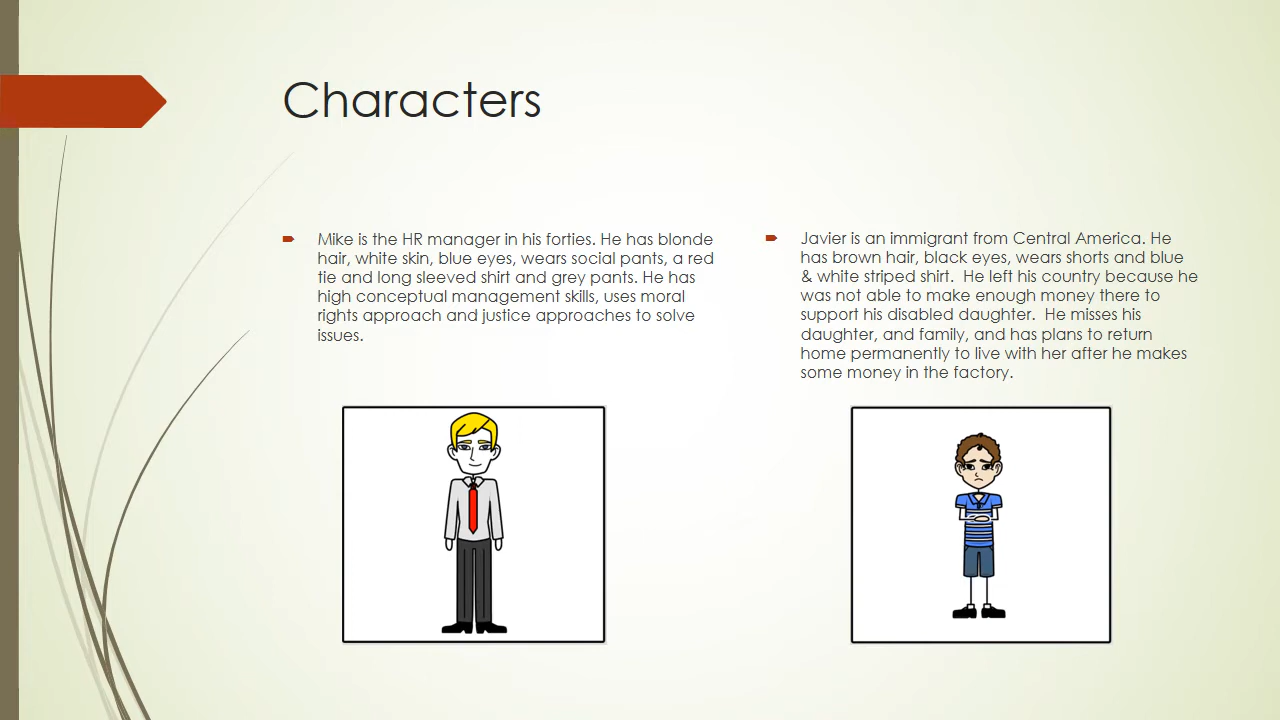 Characters
Mike is the HR manager in his forties. He has blonde
hair, white skin, blue eyes, wears social pants, a red
tie and long sleeved shirt and grey pants. He has
high conceptual management skills, uses moral
rights approach and justice approaches to solve
issues.
Javier is an immigrant from Central America. He
has brown hair, black eyes, wears shorts and blue
& white striped shirt.  He left his country because he
was not able to make enough money there to
support his disabled daughter.  He misses his
daughter, and family, and has plans to return
home permanently to live with her after he makes
some money in the factory.